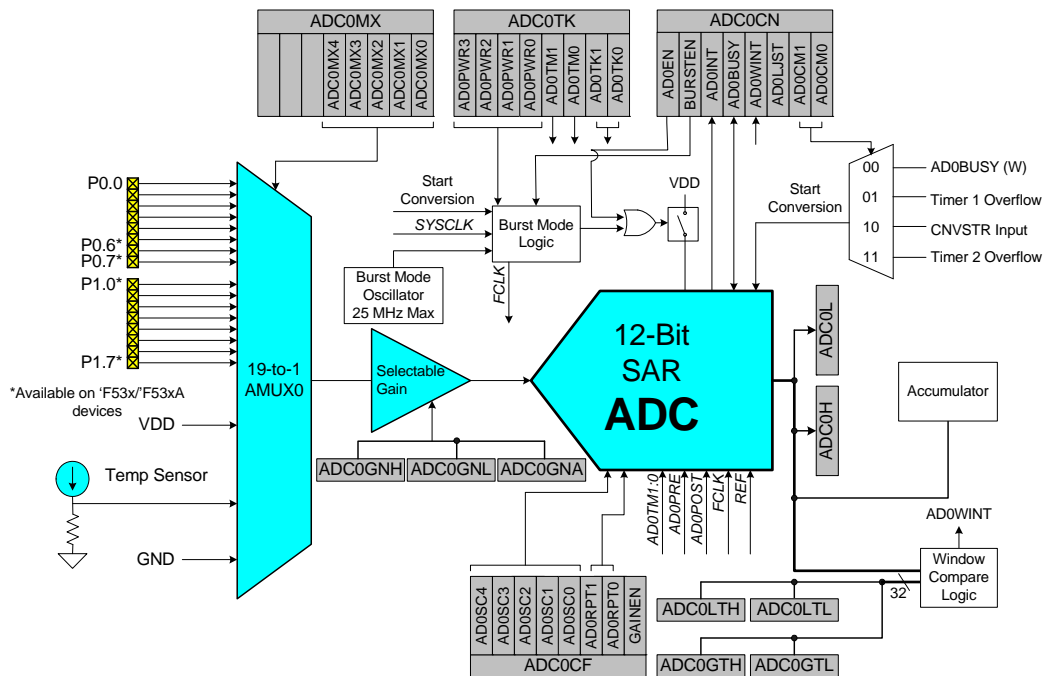 ADC0MX
ADC0MX4
ADC0MX3
ADC0MX2
ADC0MX1
ADC0MX0
ADC0TK
AD0PWR3
AD0PWR2
AD0PWR1
AD0PWR0
AD0TM1
AD0TM0
AD0TK1
AD0TK0
ADC0CN
AD0EN
BURSTEN
AD0INT
AD0BUSY
AD0WINT
AD0LJST
AD0CM1
AD0CM0
P0.0
P0.6*
P0.7*
P1.0*
P1.7*
*Available on ‘F53x/’F53xA
devices
VDD
Temp Sensor
GND
19-to-1
AMUX0
Start
Conversion
SYSCLK
Burst Mode
Logic
Burst Mode
Oscillator
25 MHz Max
FCLK
VDD
Start
Conversion
00
01
10
11
AD0BUSY (W)
Timer 1 Overflow
CNVSTR Input
Timer 2 Overflow
Selectable
Gain
12-Bit
SAR
ADC
ADC0L
ADC0H
Accumulator
ADC0GNH
ADC0GNL
ADC0GNA
AD0TM1:0
AD0PRE
AD0POST
FCLK
REF
AD0WINT
Window
Compare
Logic
32
ADC0LTH
ADC0LTL
ADC0GTH
ADC0GTL
AD0SC4
AD0SC3
AD0SC2
AD0SC1
AD0SC0
AD0RPT1
AD0RPT0
GAINEN
ADC0CF